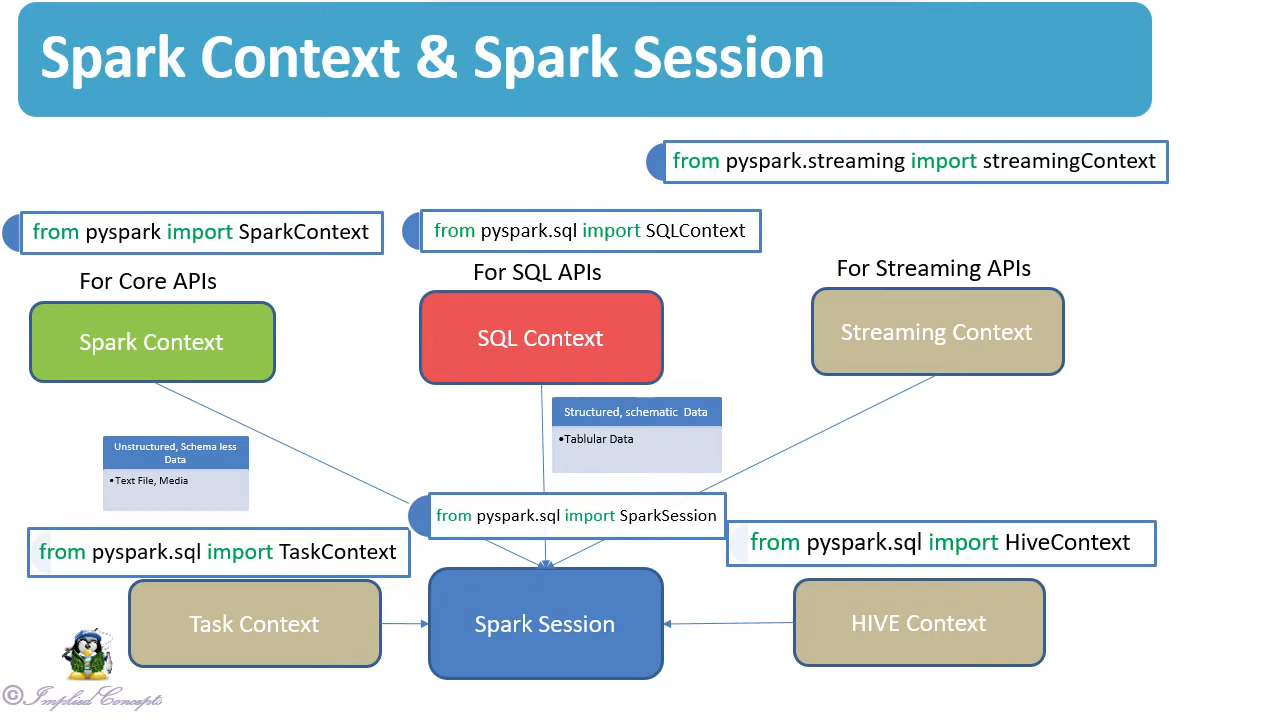 Spark Context & Spark Session
from pyspark.streaming import streamingContext
from pyspark import SparkContext
from pyspark.sql import SQLContext
For Core APIs
For SQL APIs
For Streaming APIs
Spark Context
SQL Context
Streaming Context
Structured, schematic Data
•Tablular Data
Unstructured, Schema less
Data
•Text File, Media
from pyspark.sql import SparkSession
from pyspark.sql import TaskContext
from pyspark.sql import HiveContext
Task Context
Spark Session
HIVE Context
© Implied Concepts